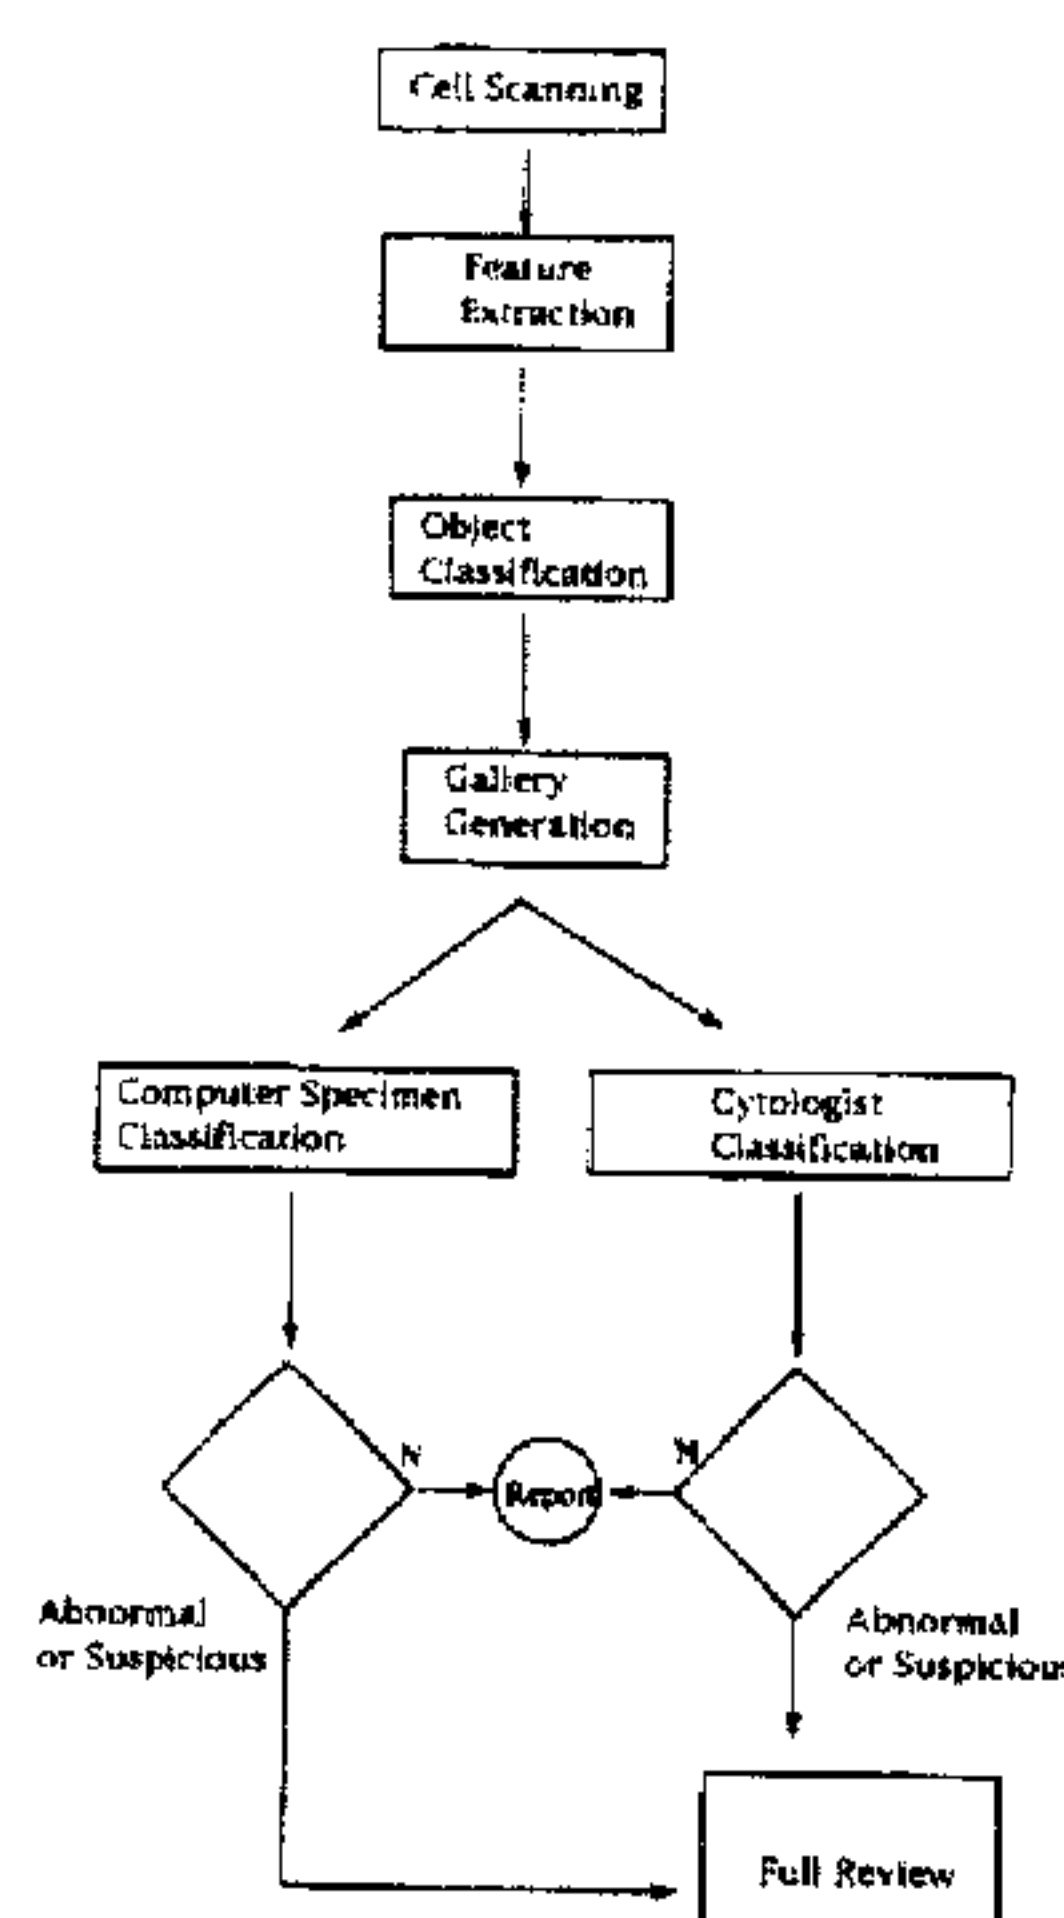 Cell Scanning
Feature
Extraction
Object
Classification
Gallery
Generation
Computer Specimen
Classification
Cytologist
Classification
N
Report
N
Abnormal
or Suspicious
Abnormal
or Suspicious
Full Review